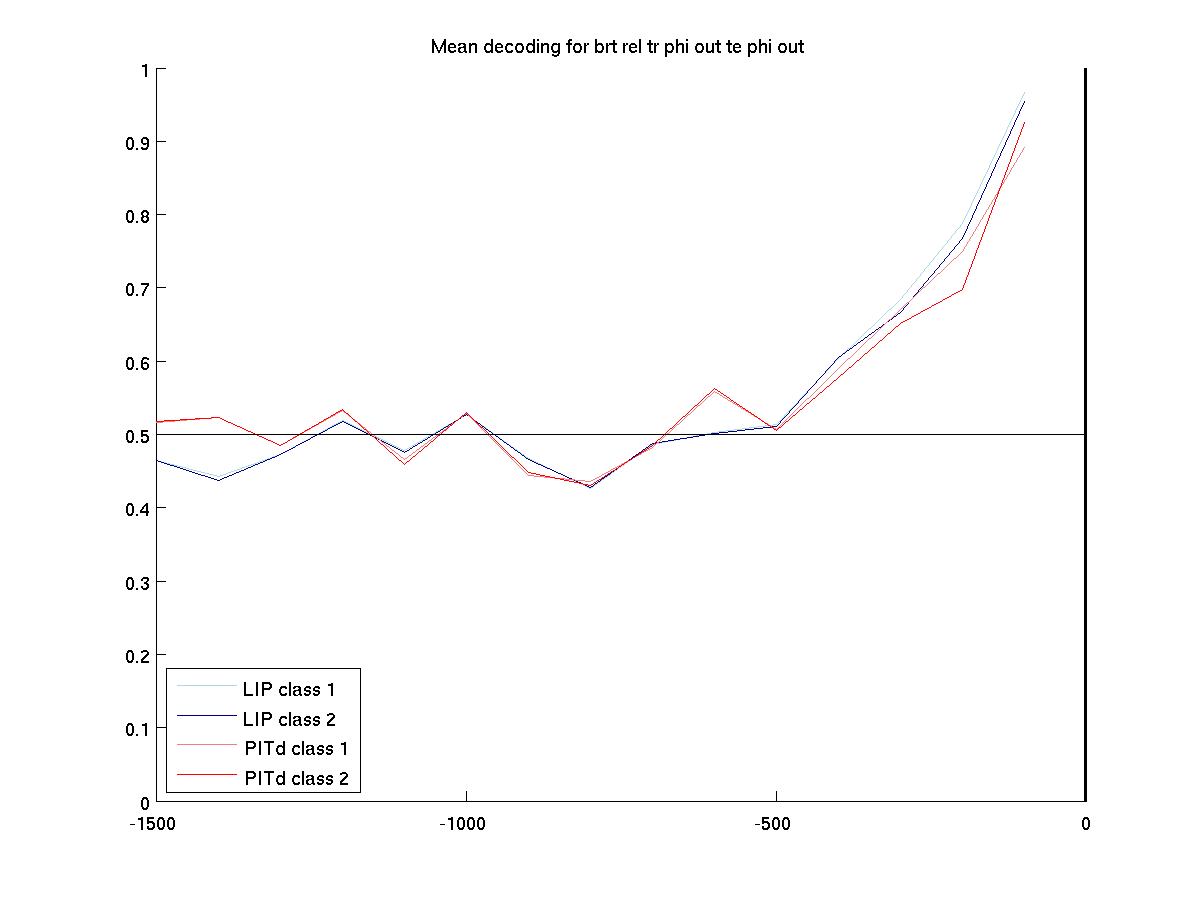 Mean decoding for brt rel tr phi out te phi out
1
0.9
0.8
0.7
0.6
0.5
0.4
0.3
0.2
0.1
0
LIP class 1
LIP class 2
PITd class 1
PITd class 2
-1500 -1000 -500 0